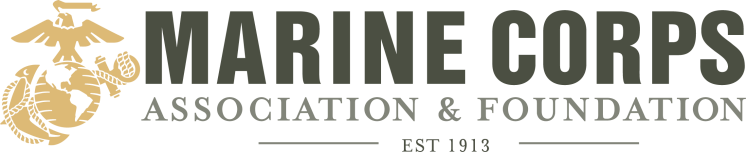 MARINE CORPS
ASSOCIATION & FOUNDATION
EST 1913